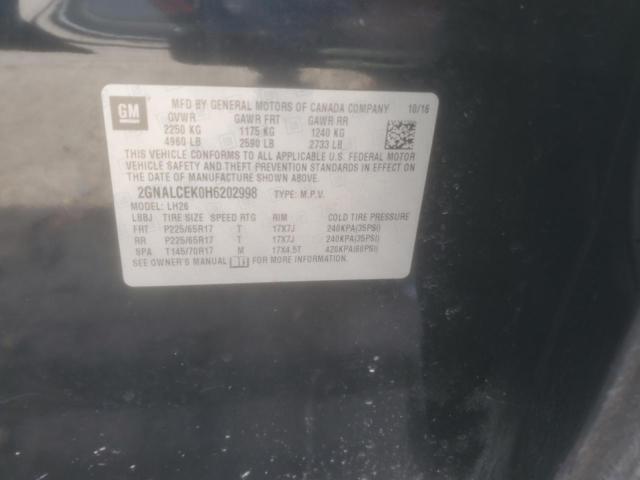 GM
MFD BY GENERAL MOTORS OF CANADA COMPANY 10/16
GVWR GAWR FRT GAWR RR
2250 KG 1175 KG 1240 KG
4960 LB 2590 LB 2733 LB
THIS VEHICLE CONFORMS TO ALL APPLICABLE U.S. FEDERAL MOTOR
VEHICLE SAFETY AND THEFT PREVENTION STANDARDS IN EFFECT ON THE
DATE OF MANUFACTURE SHOWN ABOVE.
2GNALCEK0H6202998 TYPE: M.P.V.
MODEL: LH26
LBBJ TIRE SIZE SPEED RTG RIM COLD TIRE PRESSURE
FRT P225/65R17 T 17X7J 240KPA(35PSI)
RR P225/65R17 T 17X7J 240KPA(35PSI)
SPA T145/70R17 M 17X4.5T 420KPA(60PSI)
SEE OWNER'S MANUAL FOR MORE INFORMATION.